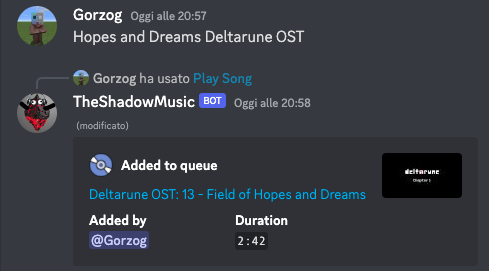 Gorzog Oggi alle 20:57
Hopes and Dreams Deltarune OST
Gorzog ha usato Play Song
TheShadowMusic BOT Oggi alle 20:58
(modificato)
Added to queue
deltarune
Chapter 1
Deltarune OST: 13 - Field of Hopes and Dreams
Added by Duration
@Gorzog 2:42